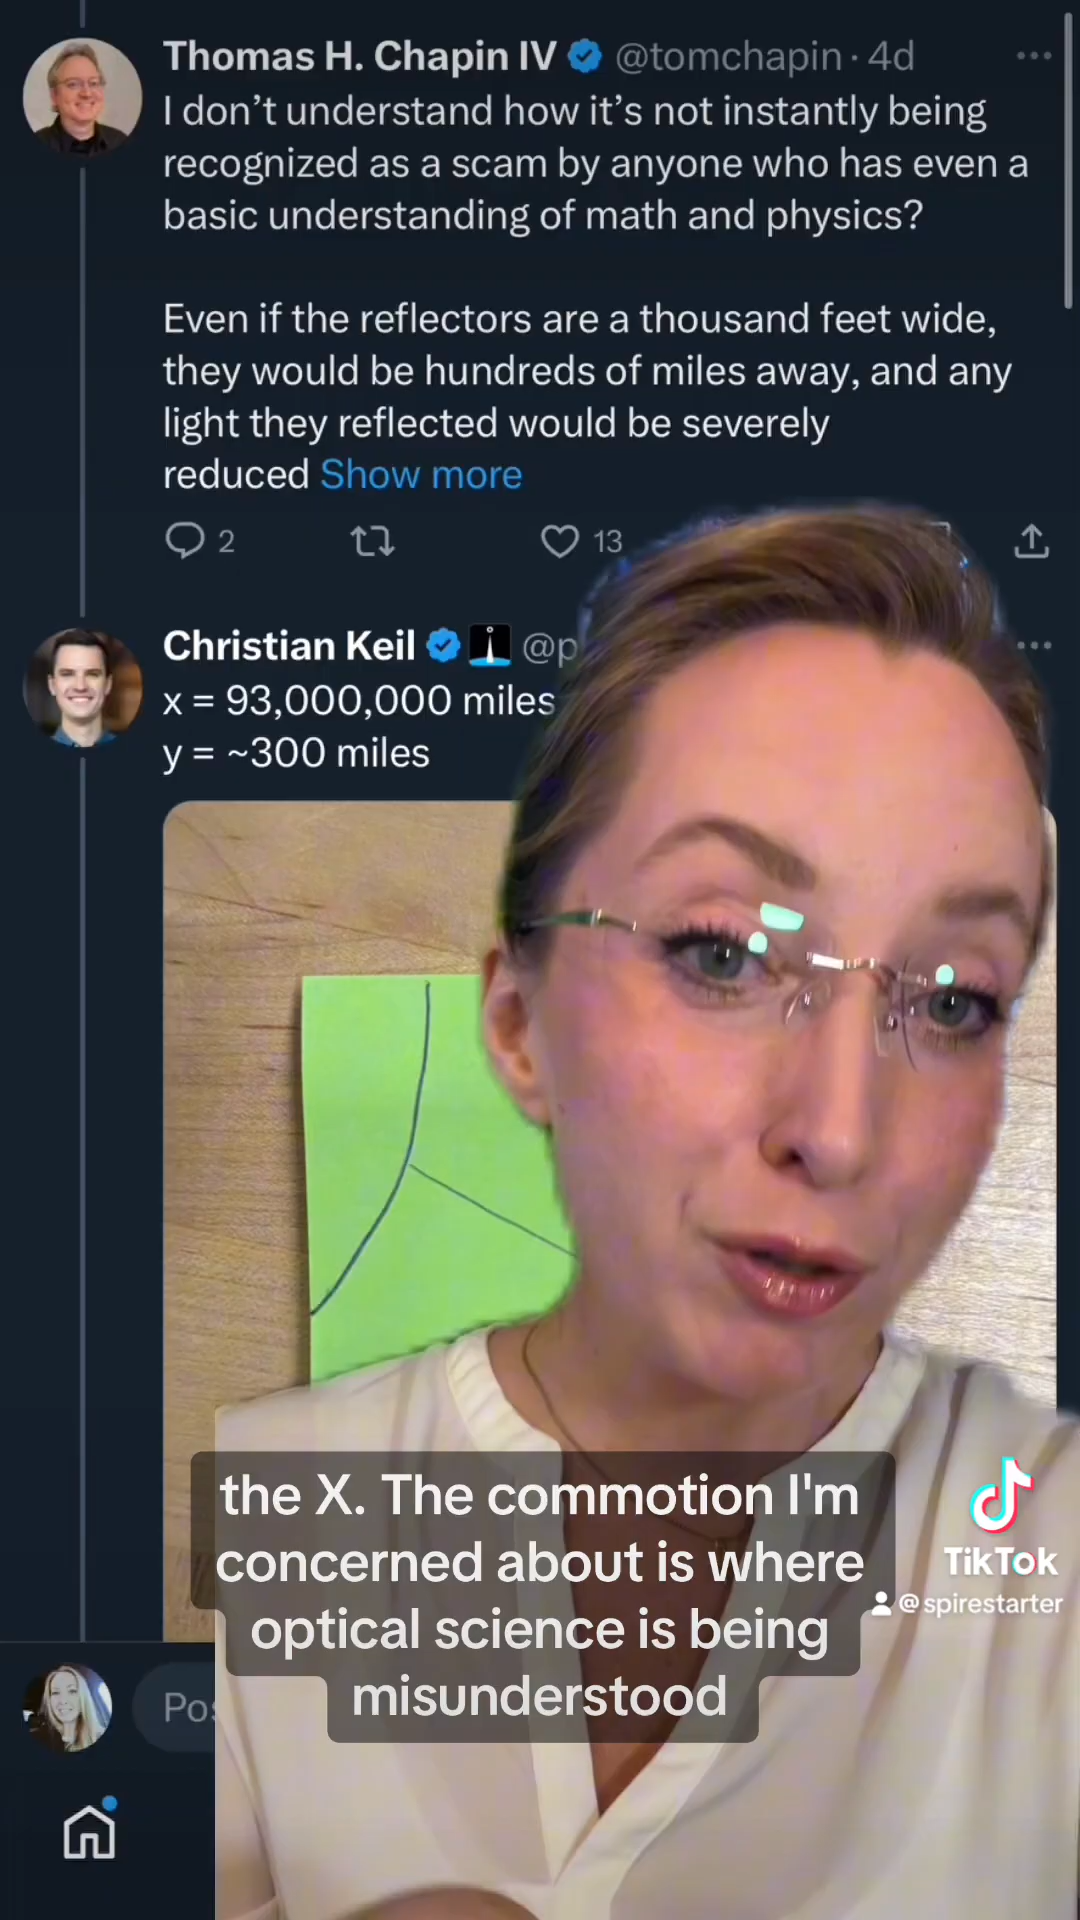 Thomas H. Chapin IV @tomchapin · 4d
I don’t understand how it’s not instantly being
recognized as a scam by anyone who has even a
basic understanding of math and physics?
Even if the reflectors are a thousand feet wide,
they would be hundreds of miles away, and any
light they reflected would be severely
reduced Show more
2 13
Christian Keil @p
x = 93,000,000 miles
y = ~300 miles
the X. The commotion I'm
concerned about is where
optical science is being
misunderstood
TikTok
@spirestarter
Pos